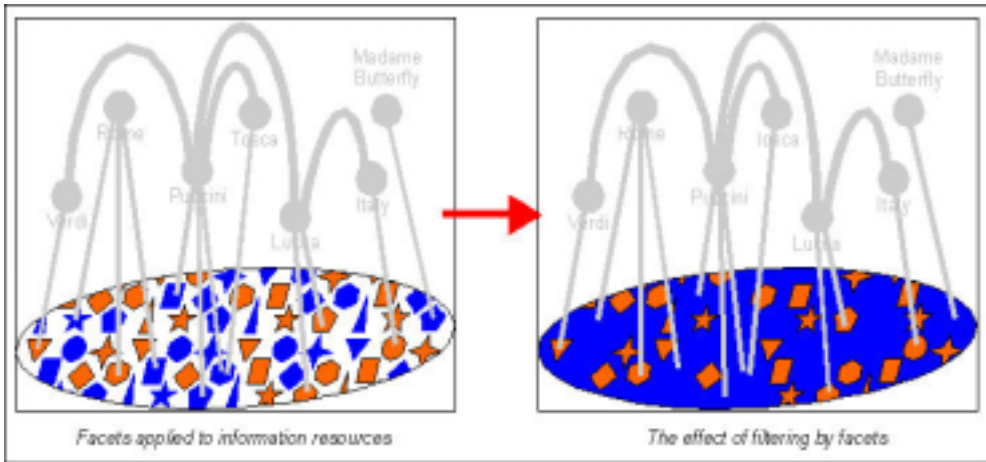 Madame
Butterfly
Rome
Tosca
Puccini
Italy
Verdi
Lucca
Facets applied to information resources
Madame
Butterfly
Rome
Tosca
Puccini
Italy
Verdi
Lucca
The effect of filtering by facets